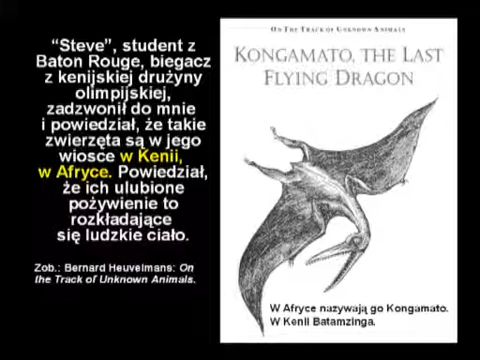 “Steve”, student z
Baton Rouge, biegacz
z kenijskiej drużyny
olimpijskiej,
zadzwonił do mnie
i powiedział, że takie
zwierzęta są w jego
wiosce w Kenii,
w Afryce. Powiedział,
że ich ulubione
pożywienie to
rozkładające
się ludzkie ciało.
Zob.: Bernard Heuvelmans: On
the Track of Unknown Animals.
ON THE TRACK OF UNKNOWN ANIMALS
KONGAMATO, THE LAST
FLYING DRAGON
W Afryce nazywają go Kongamato.
W Kenii Batamzinga.